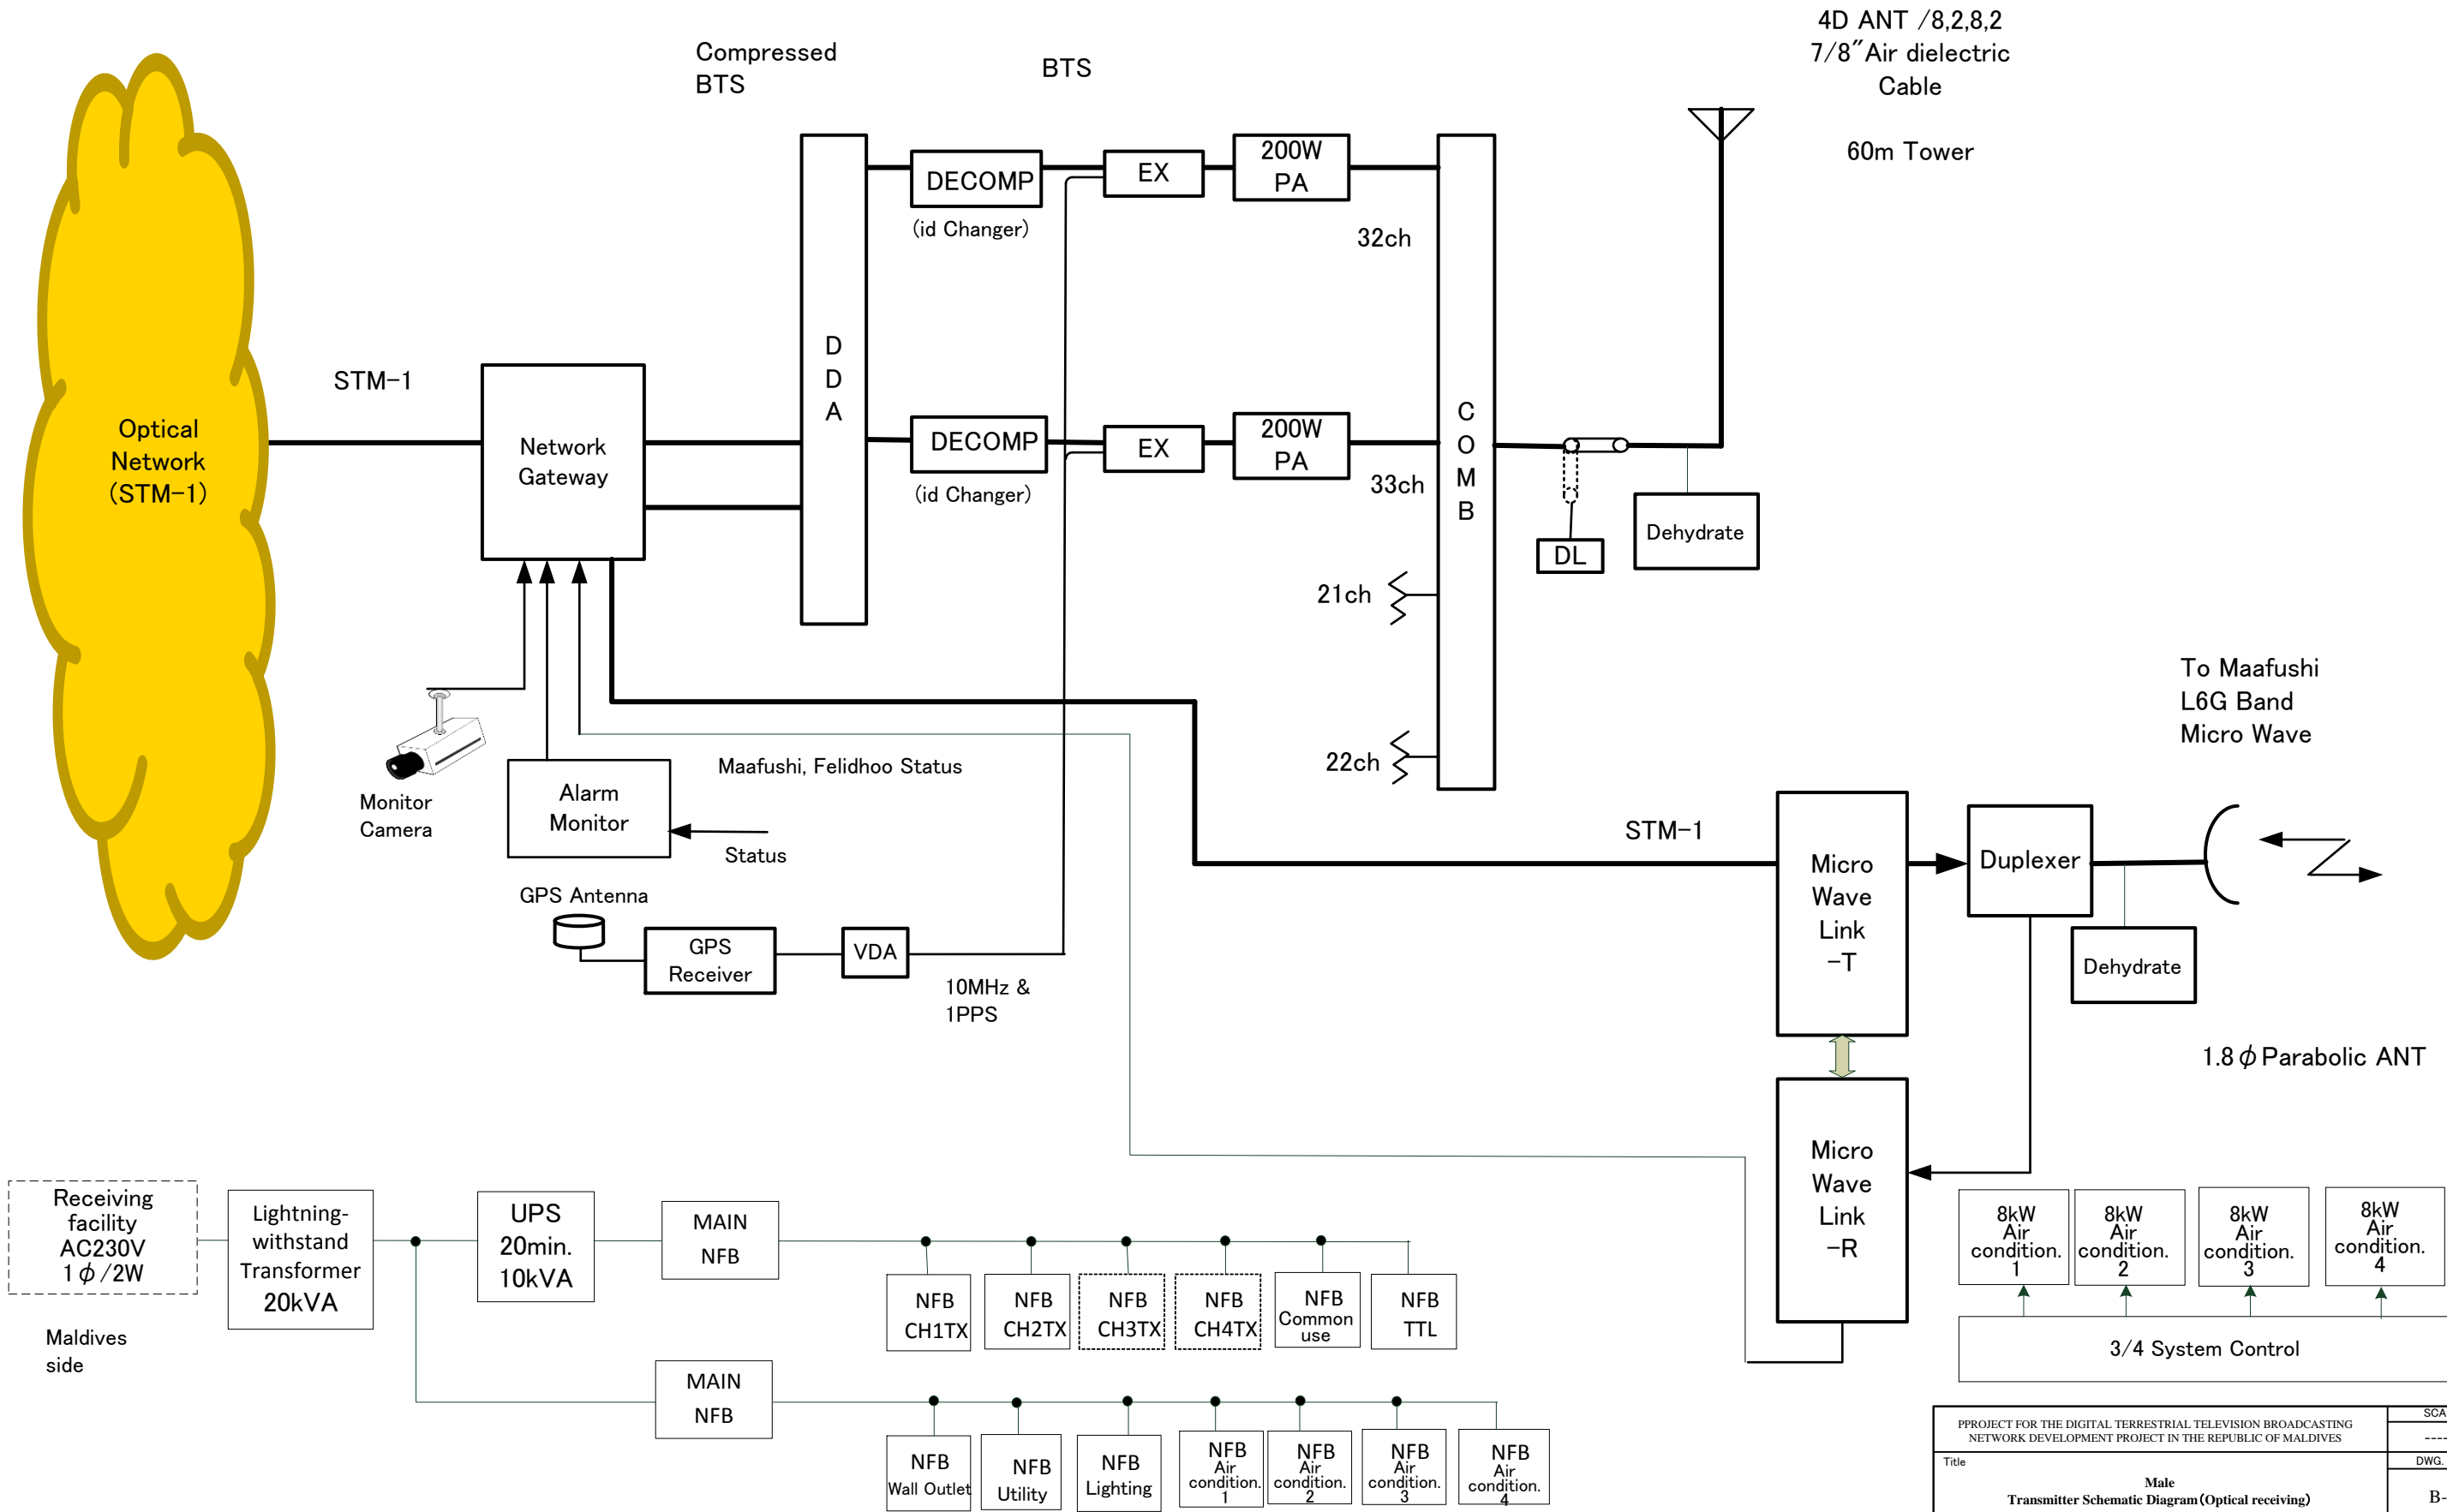 4D ANT /8,2,8,2
7/8″Air dielectric
Cable
60m Tower
Compressed
BTS
BTS
Optical
Network
(STM-1)
STM-1
Network
Gateway
D
D
A
DECOMP
(id Changer)
EX
200W
PA
32ch
DECOMP
(id Changer)
EX
200W
PA
33ch
C
O
M
B
21ch
22ch
DL
Dehydrate
Monitor
Camera
Alarm
Monitor
Status
Maafushi, Felidhoo Status
GPS Antenna
GPS
Receiver
VDA
10MHz &
1PPS
STM-1
Micro
Wave
Link
-T
Duplexer
Dehydrate
To Maafushi
L6G Band
Micro Wave
1.8φParabolic ANT
Micro
Wave
Link
-R
Receiving
facility
AC230V
1φ/2W
Maldives
side
Lightning-
withstand
Transformer
20kVA
UPS
20min.
10kVA
MAIN
NFB
NFB
CH1TX
NFB
CH2TX
NFB
CH3TX
NFB
CH4TX
NFB
Common
use
NFB
TTL
MAIN
NFB
NFB
Wall Outlet
NFB
Utility
NFB
Lighting
NFB
Air
condition.
1
NFB
Air
condition.
2
NFB
Air
condition.
3
NFB
Air
condition.
4
8kW
Air
condition.
1
8kW
Air
condition.
2
8kW
Air
condition.
3
8kW
Air
condition.
4
3/4 System Control
PPROJECT FOR THE DIGITAL TERRESTRIAL TELEVISION BROADCASTING
NETWORK DEVELOPMENT PROJECT IN THE REPUBLIC OF MALDIVES
SCA
----
Title
Male
Transmitter Schematic Diagram(Optical receiving)
DWG.
B-